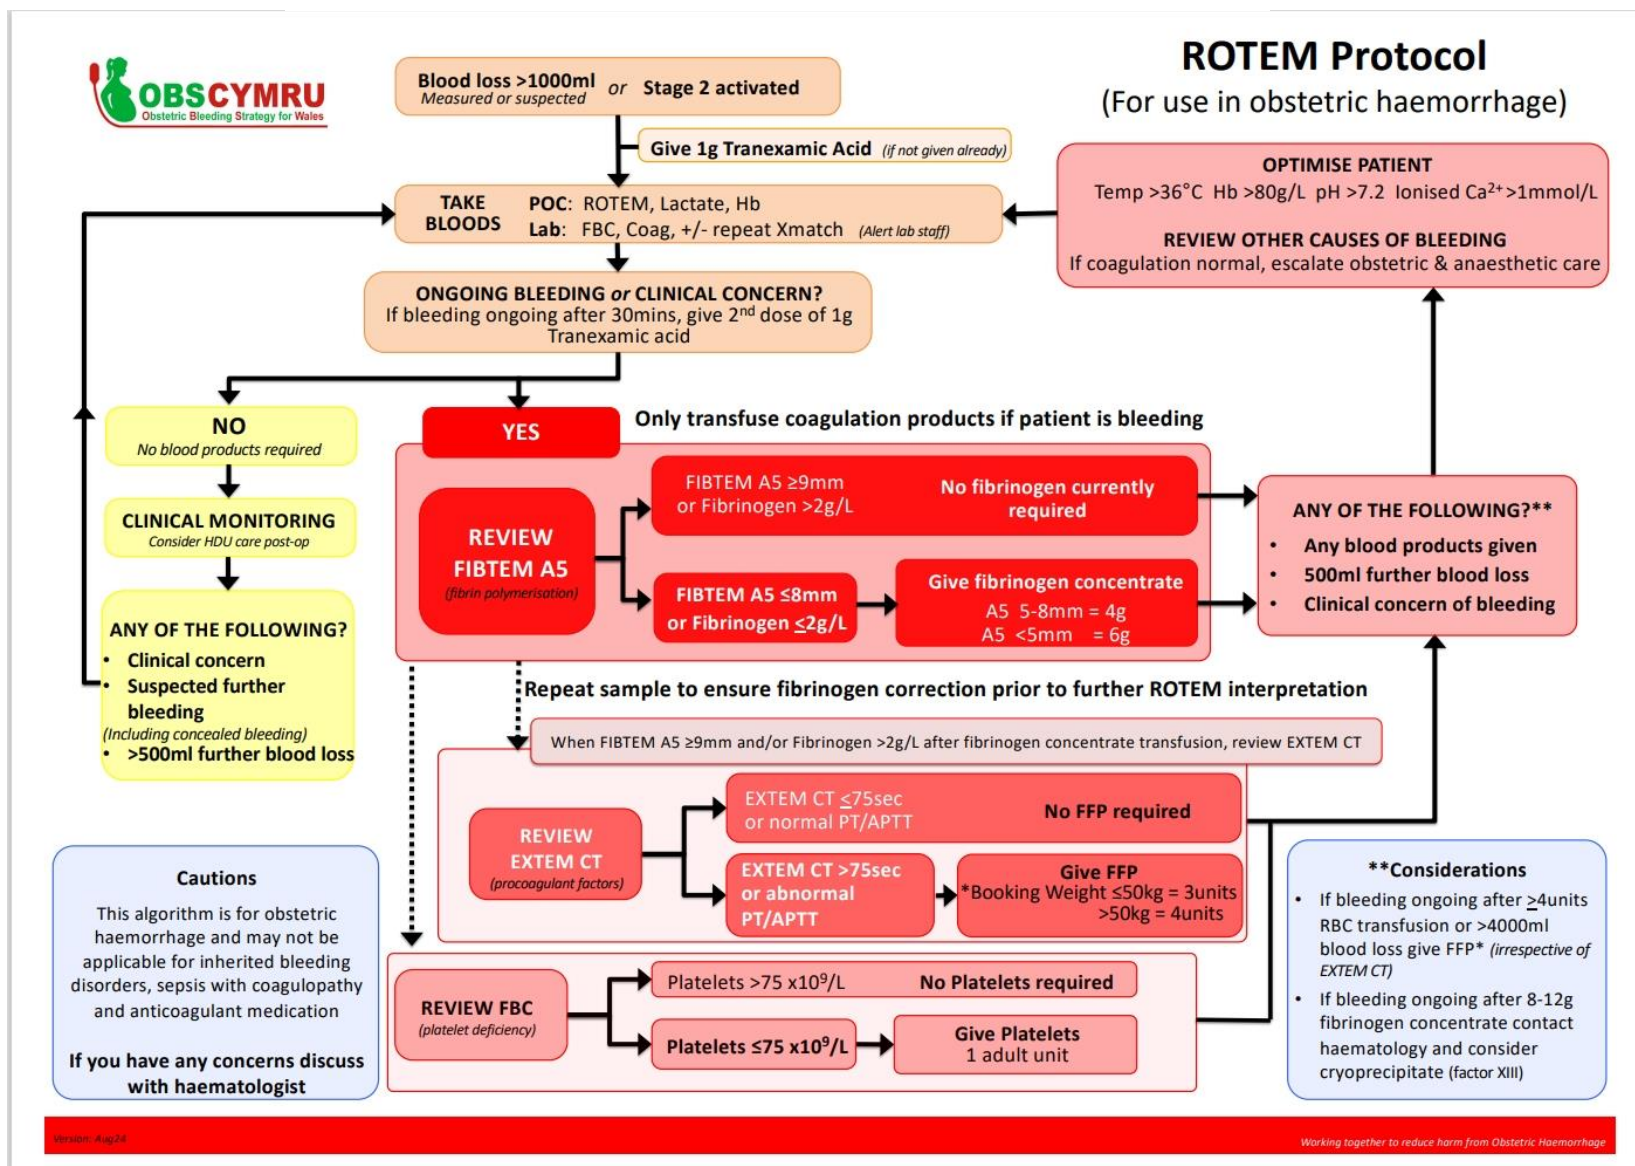 OBSCYMRU
Obstetric Bleeding Strategy for Wales
ROTEM Protocol
(For use in obstetric haemorrhage)
Blood loss >1000ml or Stage 2 activated
Measured or suspected
Give 1g Tranexamic Acid (if not given already)
TAKE BLOODS
POC: ROTEM, Lactate, Hb
Lab: FBC, Coag, +/- repeat Xmatch (Alert lab staff)
OPTIMISE PATIENT
Temp >36°C Hb >80g/L pH >7.2 Ionised Ca²⁺ >1mmol/L
REVIEW OTHER CAUSES OF BLEEDING
If coagulation normal, escalate obstetric & anaesthetic care
ONGOING BLEEDING or CLINICAL CONCERN?
If bleeding ongoing after 30mins, give 2nd dose of 1g
Tranexamic acid
NO
No blood products required
CLINICAL MONITORING
Consider HDU care post-op
ANY OF THE FOLLOWING?
• Clinical concern
• Suspected further
bleeding
(Including concealed bleeding)
• >500ml further blood loss
YES
Only transfuse coagulation products if patient is bleeding
REVIEW
FIBTEM A5
(fibrin polymerisation)
FIBTEM A5 ≥9mm
or Fibrinogen >2g/L
No fibrinogen currently
required
FIBTEM A5 ≤8mm
or Fibrinogen ≤2g/L
Give fibrinogen concentrate
A5 5-8mm = 4g
A5 <5mm = 6g
ANY OF THE FOLLOWING?**
• Any blood products given
• 500ml further blood loss
• Clinical concern of bleeding
Repeat sample to ensure fibrinogen correction prior to further ROTEM interpretation
When FIBTEM A5 ≥9mm and/or Fibrinogen >2g/L after fibrinogen concentrate transfusion, review EXTEM CT
REVIEW
EXTEM CT
(procoagulant factors)
EXTEM CT ≤75sec
or normal PT/APTT
No FFP required
EXTEM CT >75sec
or abnormal
PT/APTT
Give FFP
*Booking Weight ≤50kg = 3units
>50kg = 4units
REVIEW FBC
(platelet deficiency)
Platelets >75 x10⁹/L
No Platelets required
Platelets ≤75 x10⁹/L
Give Platelets
1 adult unit
Cautions
This algorithm is for obstetric
haemorrhage and may not be
applicable for inherited bleeding
disorders, sepsis with coagulopathy
and anticoagulant medication
If you have any concerns discuss
with haematologist
**Considerations
• If bleeding ongoing after ≥4units
RBC transfusion or >4000ml
blood loss give FFP* (irrespective of
EXTEM CT)
• If bleeding ongoing after 8-12g
fibrinogen concentrate contact
haematology and consider
cryoprecipitate (factor XIII)
Version: Aug24
Working together to reduce harm from Obstetric Haemorrhage